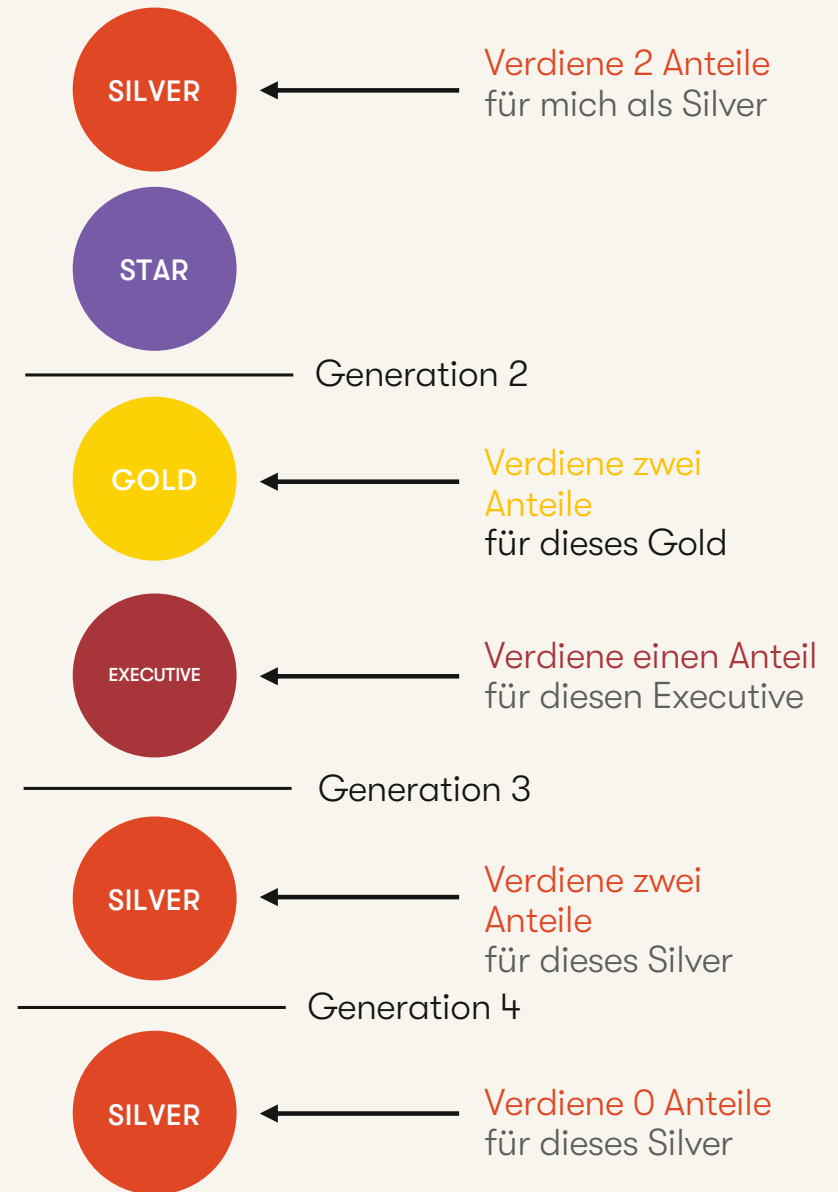 SILVER
Verdiene 2 Anteile
für mich als Silver
STAR
Generation 2
GOLD
Verdiene zwei
Anteile
für dieses Gold
EXECUTIVE
Verdiene einen Anteil
für diesen Executive
Generation 3
SILVER
Verdiene zwei
Anteile
für dieses Silver
Generation 4
SILVER
Verdiene 0 Anteile
für dieses Silver